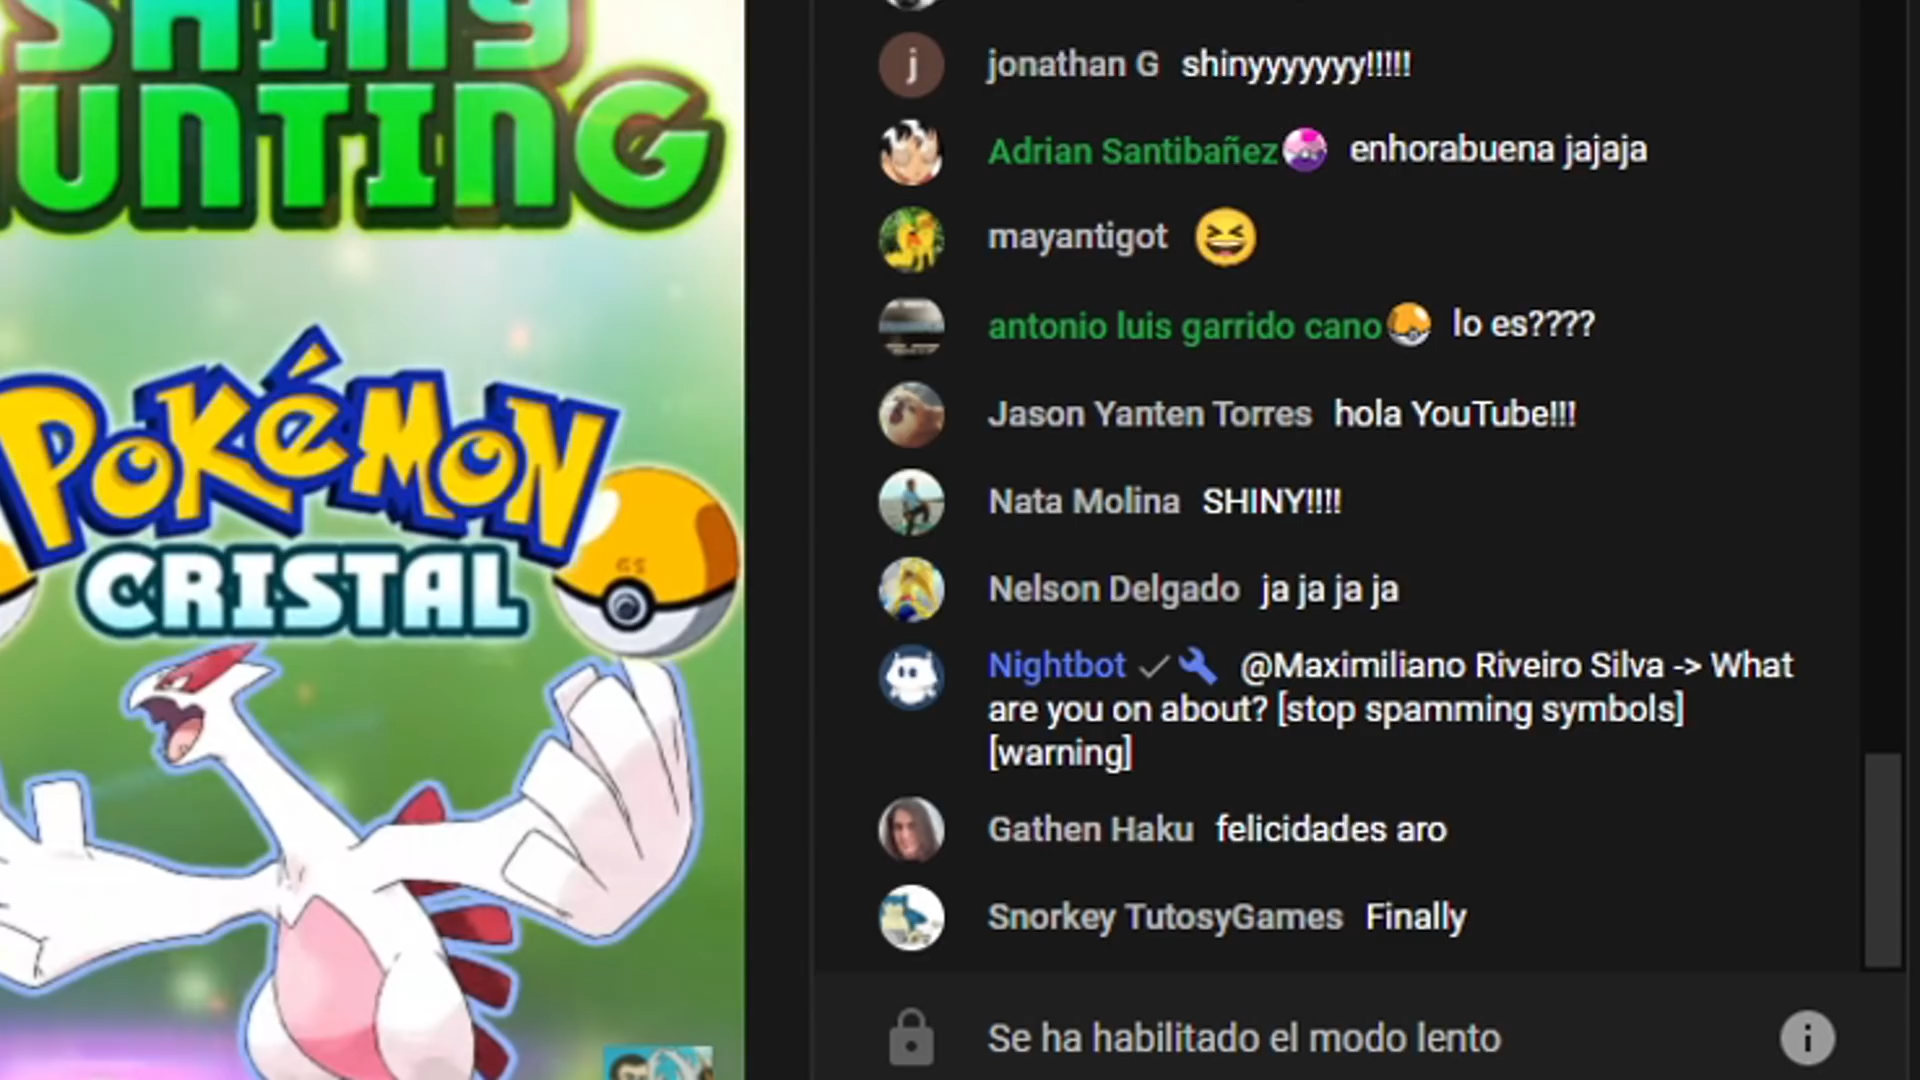 SHINY
UNTING
POKÉMON
CRISTAL
GS
j jonathan G shinyyyyyyy!!!!!
Adrian Santibañez enhorabuena jajaja
mayantigot
antonio luis garrido cano lo es????
Jason Yanten Torres hola YouTube!!!
Nata Molina SHINY!!!!
Nelson Delgado ja ja ja ja
Nightbot @Maximiliano Riveiro Silva -> What
are you on about? [stop spamming symbols]
[warning]
Gathen Haku felicidades aro
Snorkey TutosyGames Finally
Se ha habilitado el modo lento